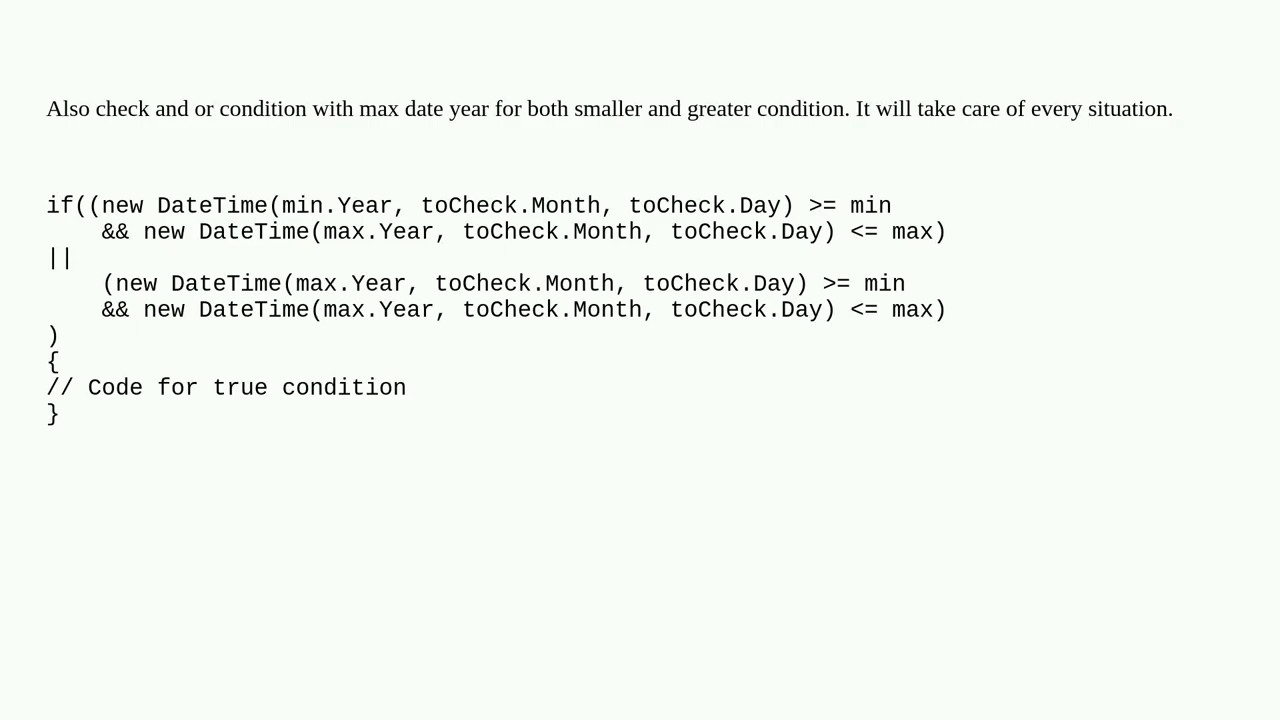 Also check and or condition with max date year for both smaller and greater condition. It will take care of every situation.
if((new DateTime(min.Year, toCheck.Month, toCheck.Day) >= min
    && new DateTime(max.Year, toCheck.Month, toCheck.Day) <= max)
||
    (new DateTime(max.Year, toCheck.Month, toCheck.Day) >= min
    && new DateTime(max.Year, toCheck.Month, toCheck.Day) <= max)
)
{
// Code for true condition
}